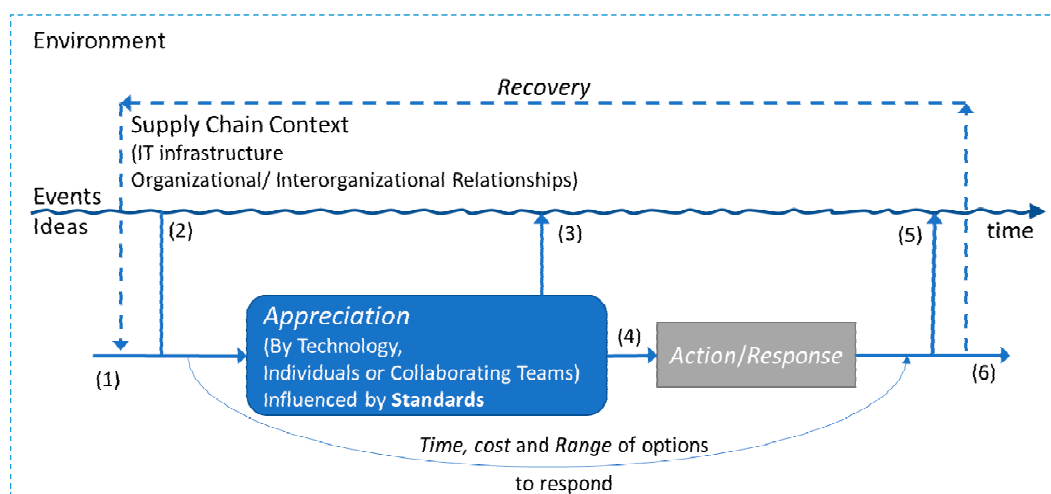 Environment
Recovery
Supply Chain Context
(IT infrastructure
Organizational/ Interorganizational Relationships)
Events
Ideas
(2)
(3)
(5)
time
Appreciation
(By Technology,
Individuals or Collaborating Teams)
Influenced by Standards
(4)
Action/Response
(1)
(6)
Time, cost and Range of options
to respond